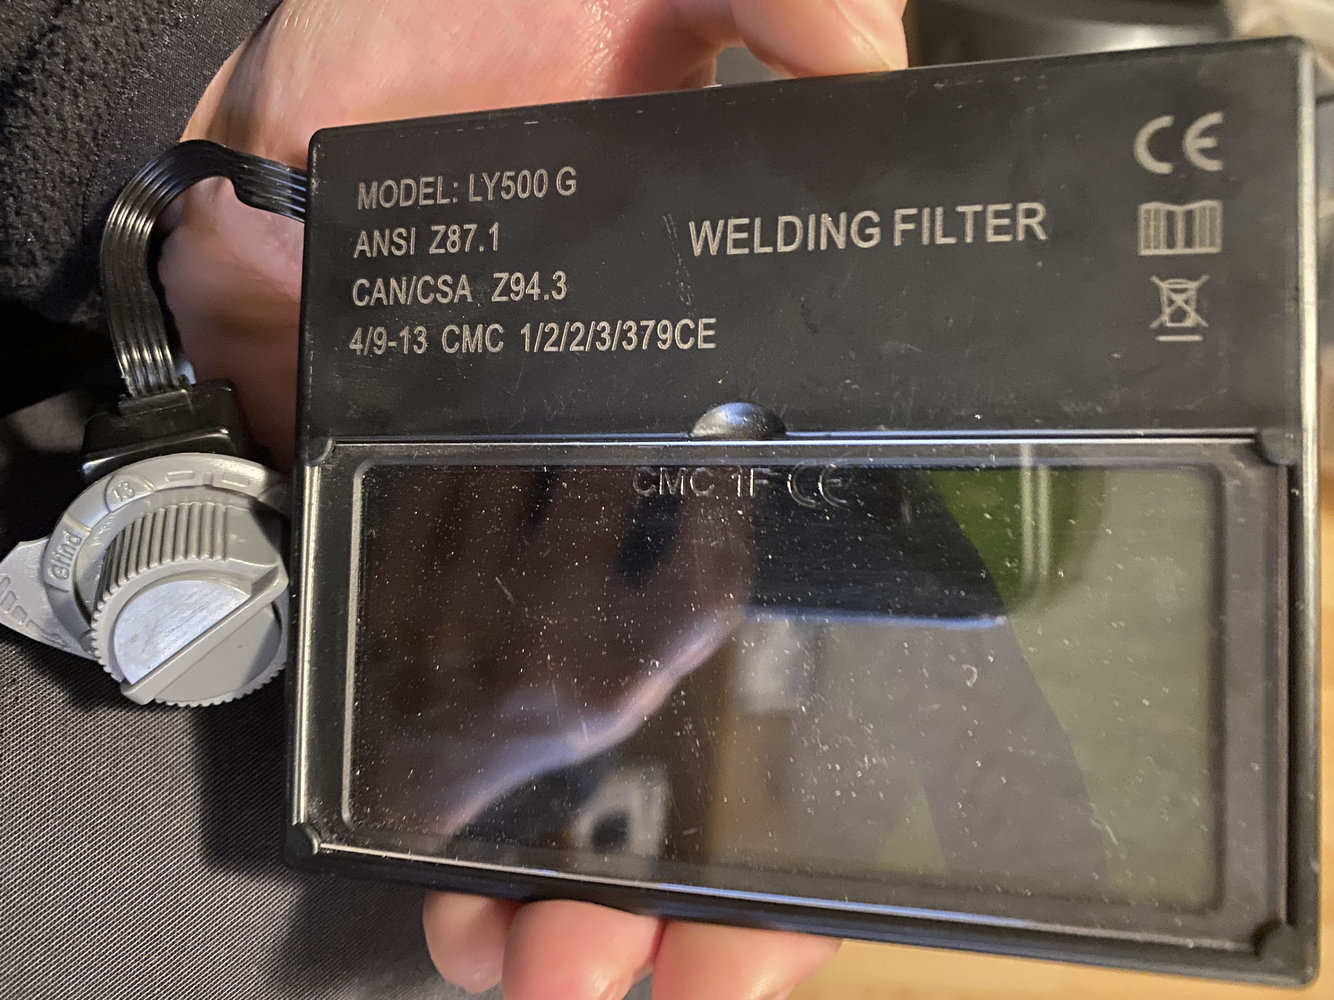 MODEL: LY500 G
ANSI Z87.1
CAN/CSA Z94.3
4/9-13 CMC 1/2/2/3/379CE
WELDING FILTER
CE
CMC 1F CE
13
Blind